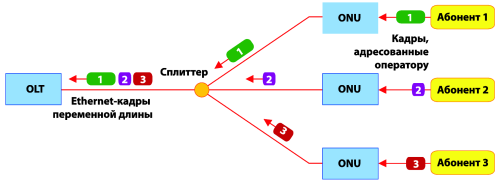 ONU
1
Абонент 1
Кадры,
адресованные
оператору
1
Сплиттер
OLT
1 2 3
2
ONU
2
Абонент 2
Ethernet-кадры
переменной длины
3
ONU
3
Абонент 3